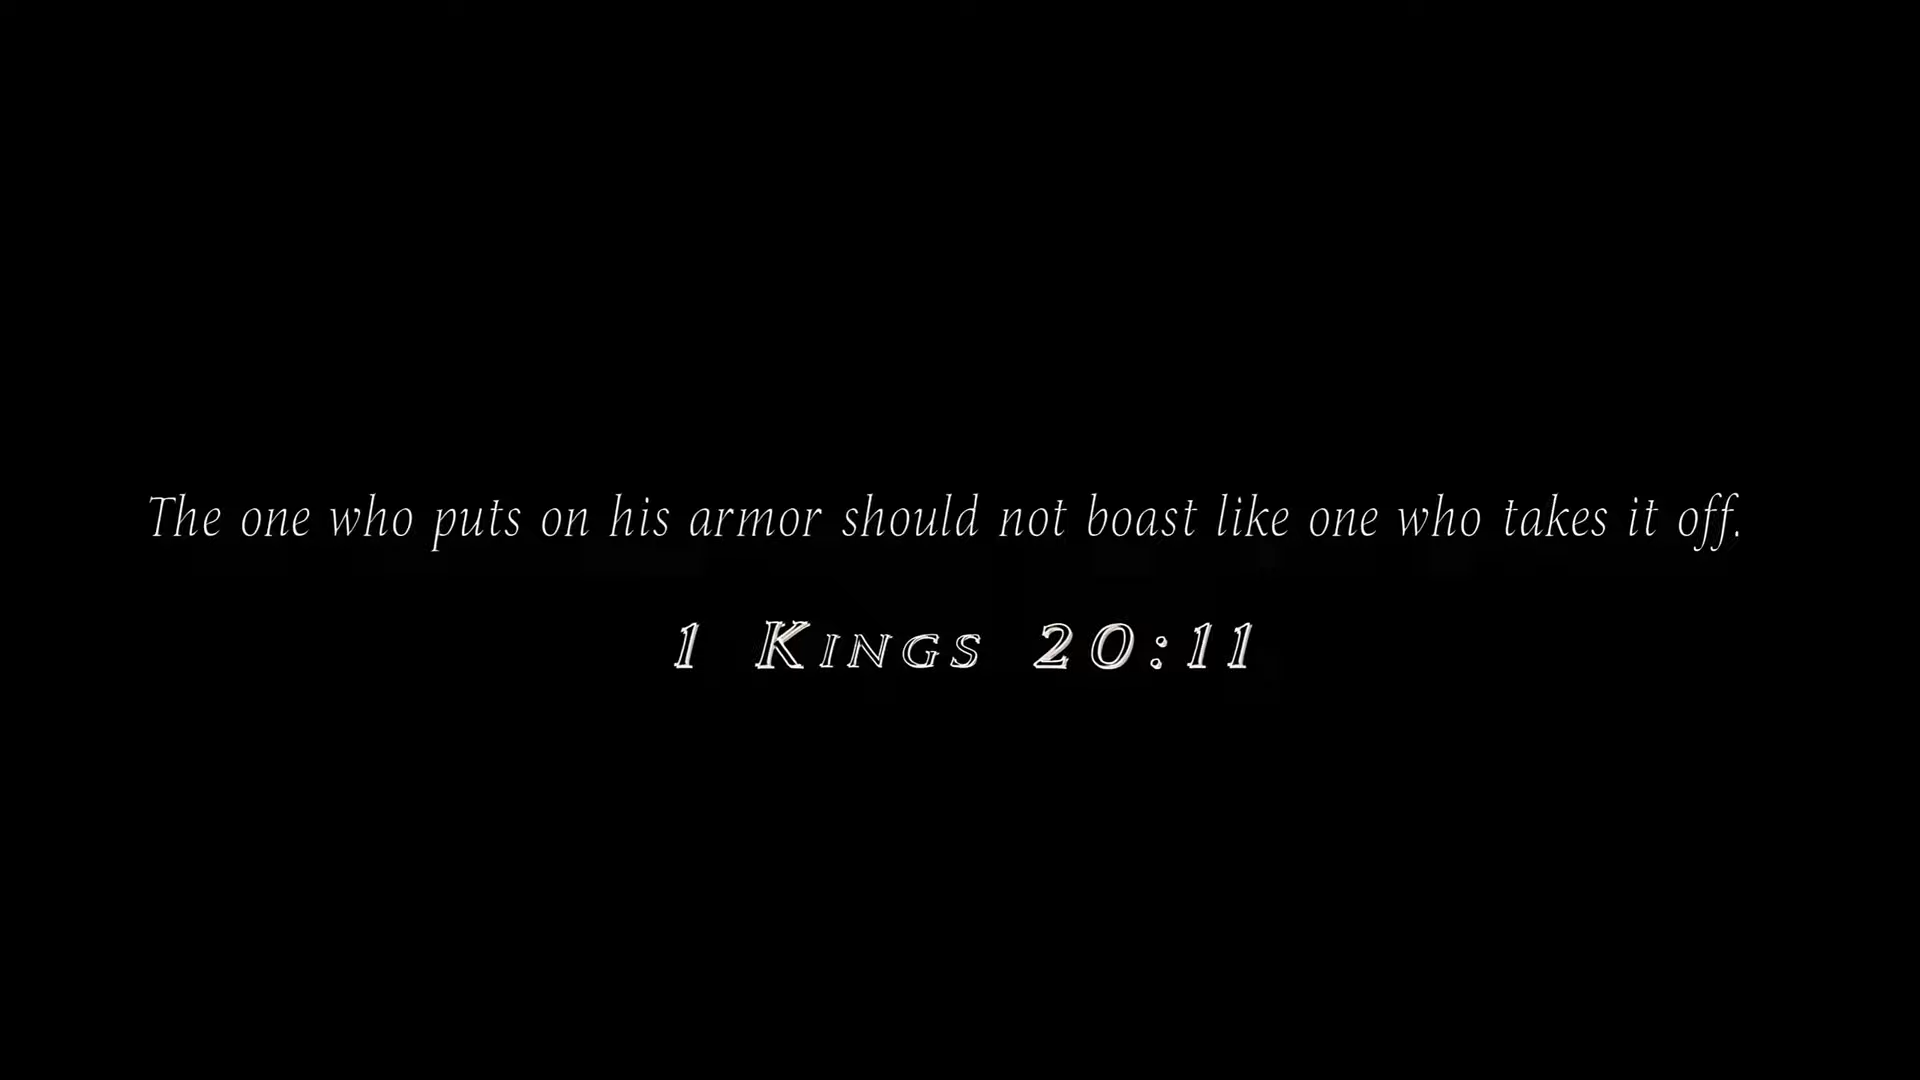 The one who puts on his armor should not boast like one who takes it off.
1 Kings 20:11